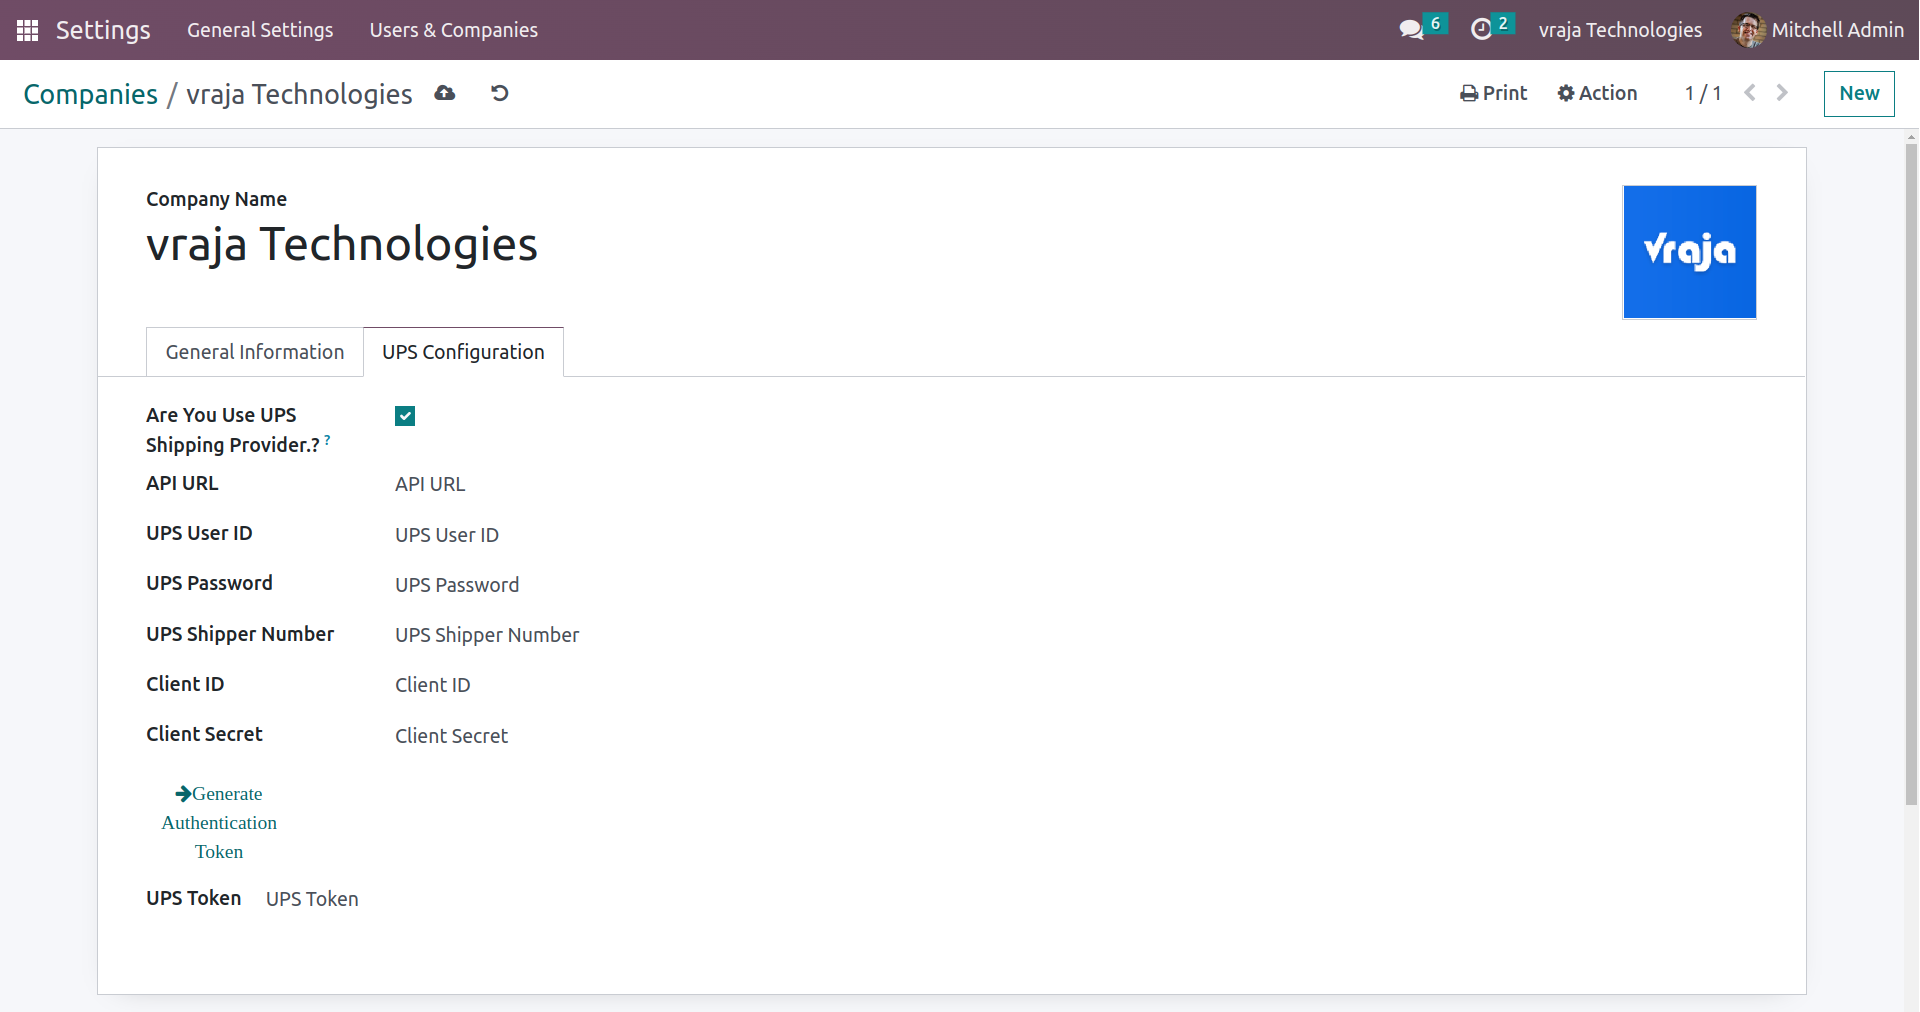 Settings General Settings Users & Companies 6 2 vraja Technologies Mitchell Admin
Companies / vraja Technologies Print Action 1 / 1 New
Company Name
vraja Technologies
vraja
General Information UPS Configuration
Are You Use UPS
Shipping Provider.? ?
API URL API URL
UPS User ID UPS User ID
UPS Password UPS Password
UPS Shipper Number UPS Shipper Number
Client ID Client ID
Client Secret Client Secret
Generate
Authentication
Token
UPS Token UPS Token